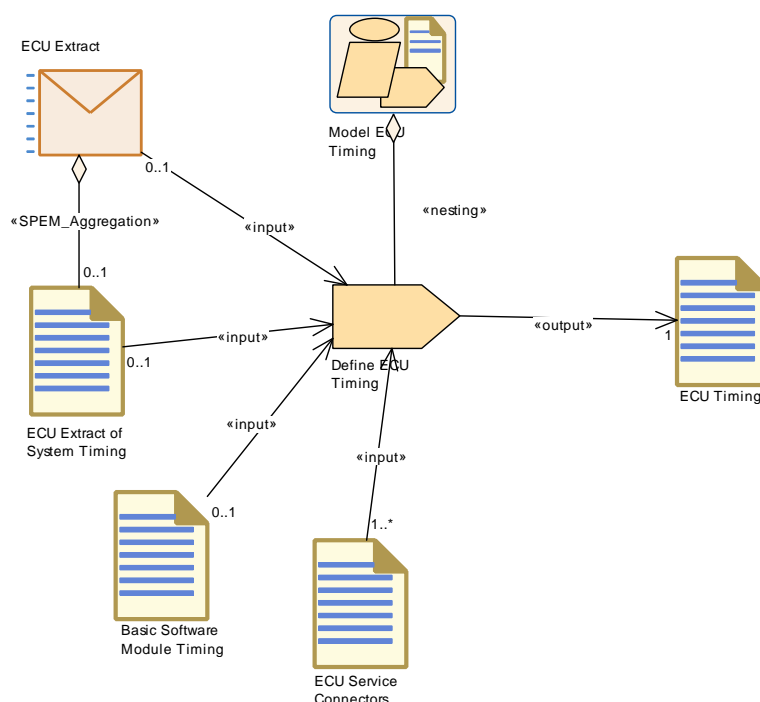 ECU Extract
Model ECU
Timing
0..1
«nesting»
«SPEM_Aggregation»
«input»
0..1
«input»
0..1
Define ECU
Timing
«output»
1
ECU Timing
ECU Extract of
System Timing
«input»
«input»
0..1
1..*
Basic Software
Module Timing
ECU Service
Connectors